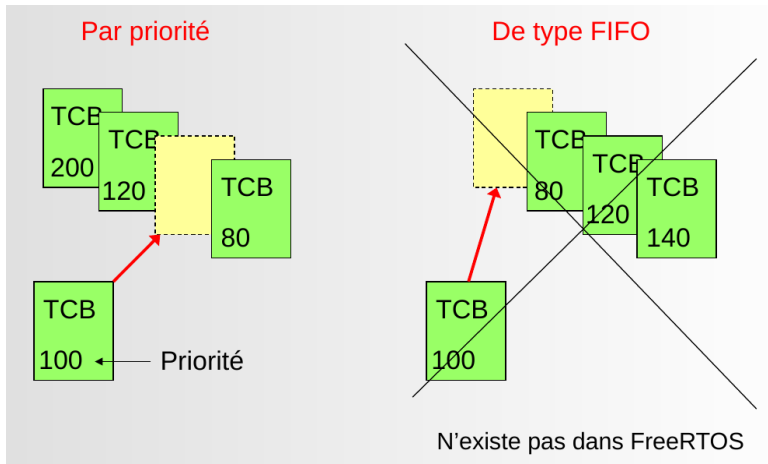 Par priorité
De type FIFO
TCB
200
TCB
120
TCB
80
TCB
100
Priorité
TCB
80
TCB
120
TCB
140
TCB
100
N'existe pas dans FreeRTOS